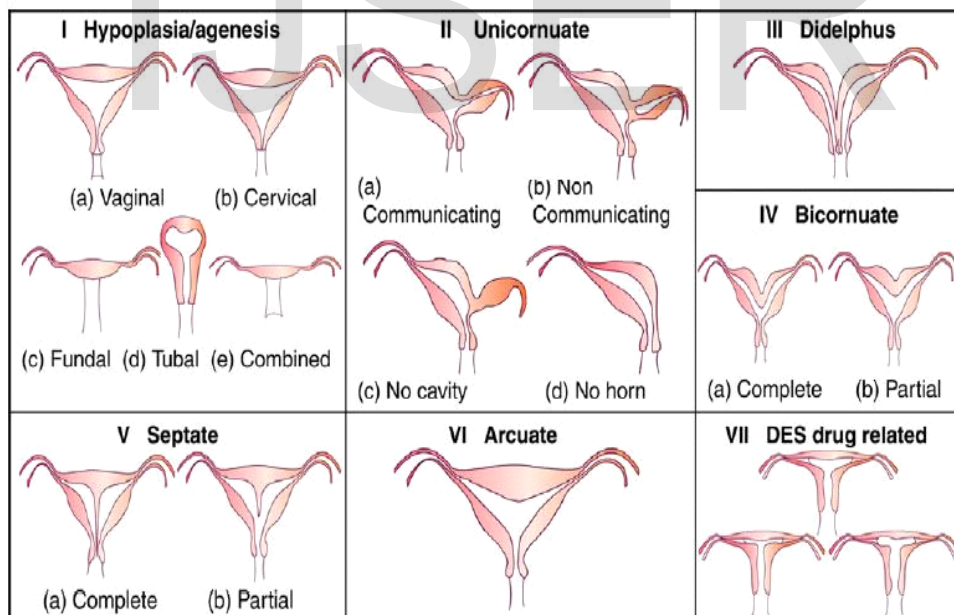 IJSER
I Hypoplasia/agenesis
(a) Vaginal (b) Cervical
(c) Fundal (d) Tubal (e) Combined
II Unicornuate
(a) Communicating
(b) Non Communicating
(c) No cavity (d) No horn
III Didelphus
IV Bicornuate
(a) Complete (b) Partial
V Septate
(a) Complete (b) Partial
VI Arcuate
VII DES drug related